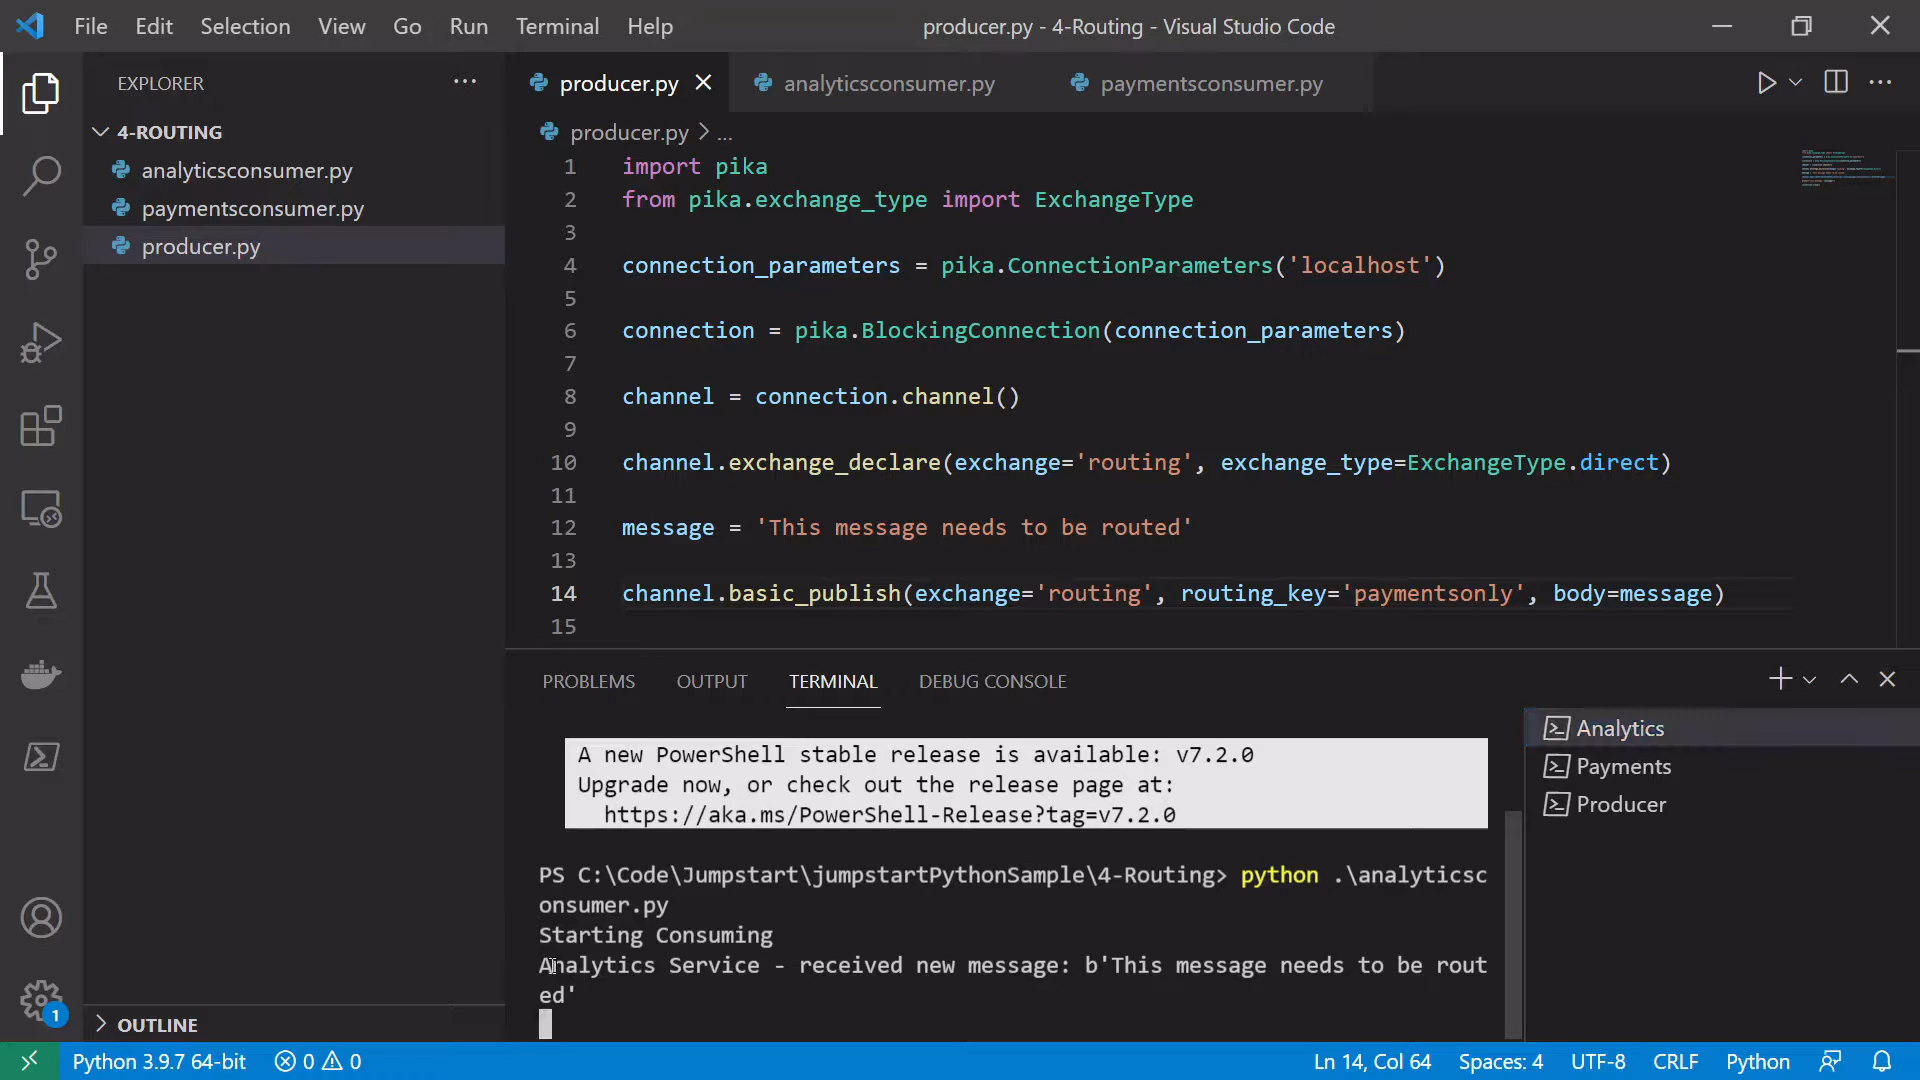 File Edit Selection View Go Run Terminal Help
producer.py - 4-Routing - Visual Studio Code
EXPLORER
4-ROUTING
analyticsconsumer.py
paymentsconsumer.py
producer.py
OUTLINE
producer.py analyticsconsumer.py paymentsconsumer.py
producer.py > ...
1 import pika
2 from pika.exchange_type import ExchangeType
3
4 connection_parameters = pika.ConnectionParameters('localhost')
5
6 connection = pika.BlockingConnection(connection_parameters)
7
8 channel = connection.channel()
9
10 channel.exchange_declare(exchange='routing', exchange_type=ExchangeType.direct)
11
12 message = 'This message needs to be routed'
13
14 channel.basic_publish(exchange='routing', routing_key='paymentsonly', body=message)
15
PROBLEMS OUTPUT TERMINAL DEBUG CONSOLE
A new PowerShell stable release is available: v7.2.0
Upgrade now, or check out the release page at:
https://aka.ms/PowerShell-Release?tag=v7.2.0
PS C:\Code\Jumpstart\jumpstartPythonSample\4-Routing> python .\analyticsc
onsumer.py
Starting Consuming
Analytics Service - received new message: b'This message needs to be rout
ed'
Analytics
Payments
Producer
1
Python 3.9.7 64-bit 0 0 Ln 14, Col 64 Spaces: 4 UTF-8 CRLF Python